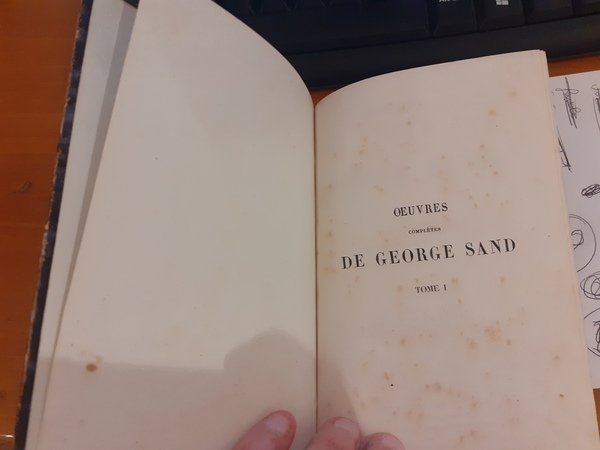 OEUVRES
COMPLÈTES
DE GEORGE SAND
TOME I